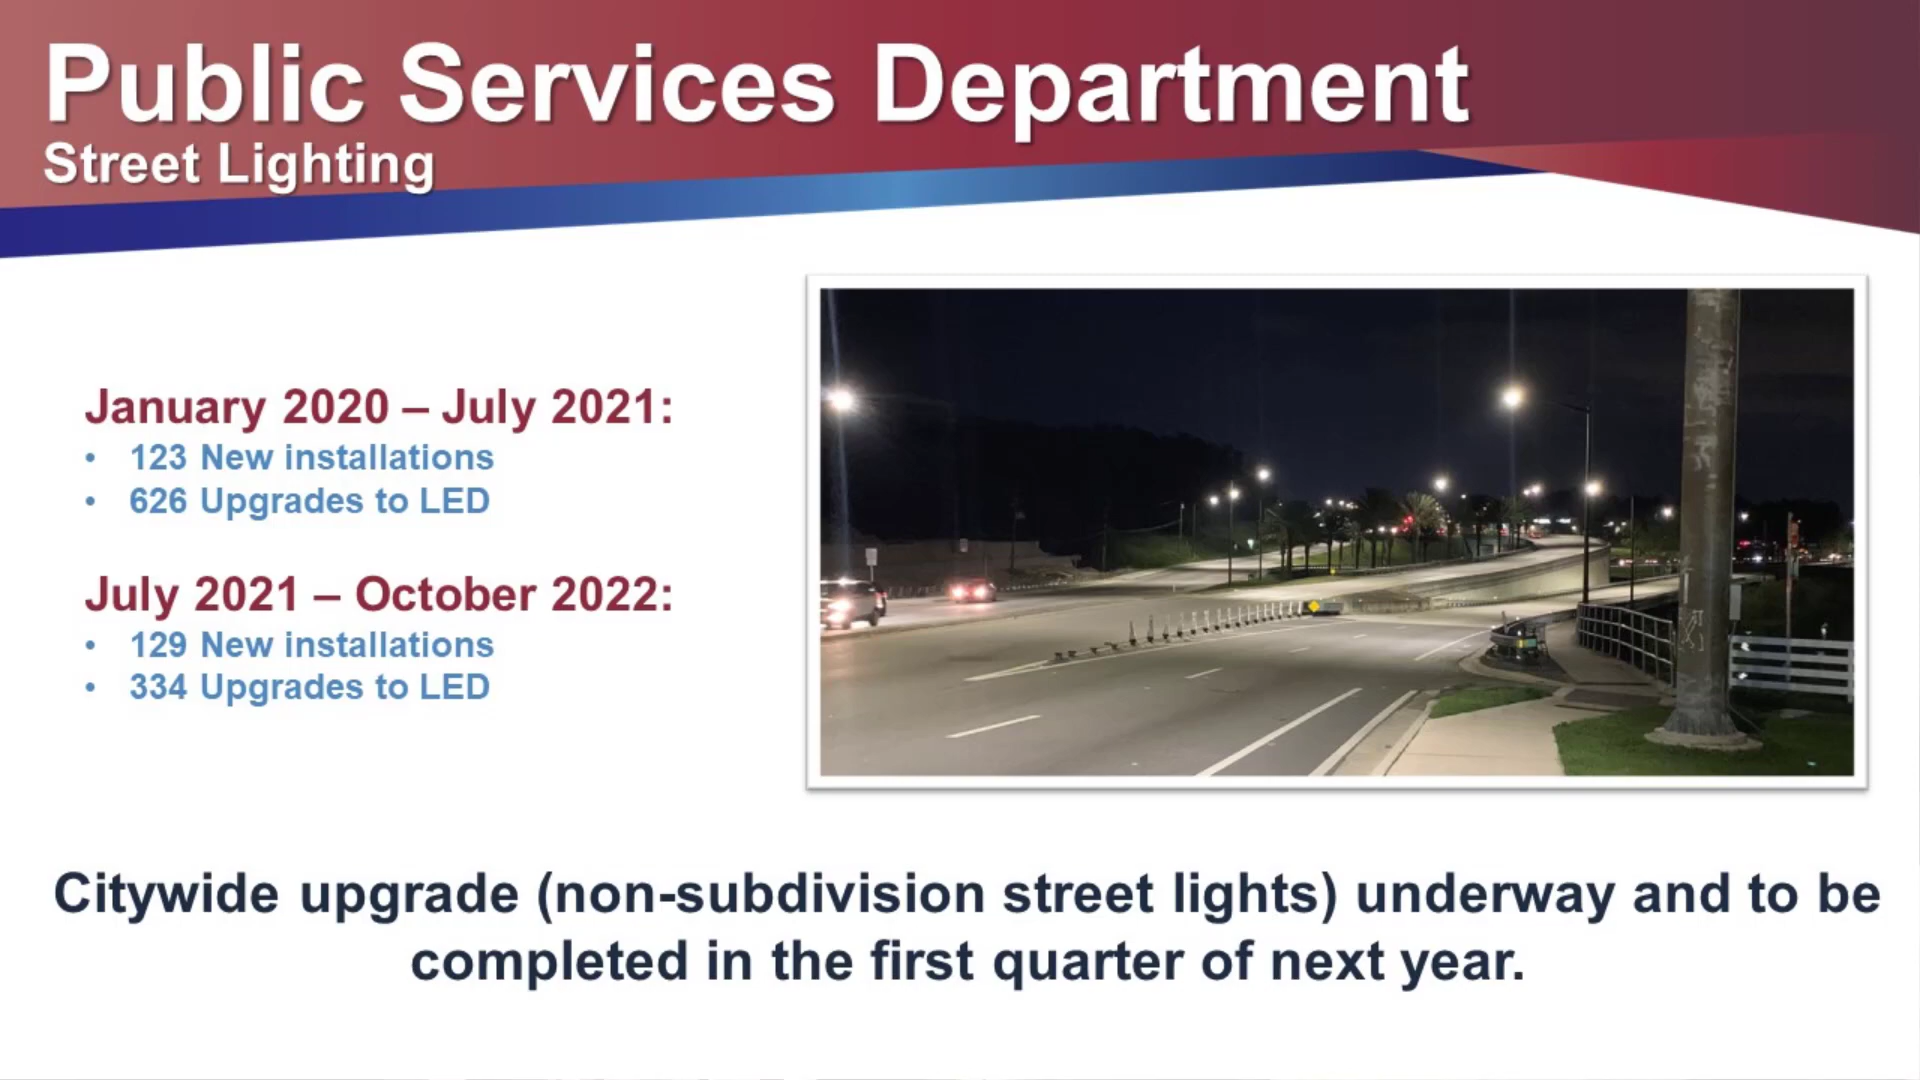 Public Services Department
Street Lighting
January 2020 – July 2021:
• 123 New installations
• 626 Upgrades to LED
July 2021 – October 2022:
• 129 New installations
• 334 Upgrades to LED
Citywide upgrade (non-subdivision street lights) underway and to be
completed in the first quarter of next year.